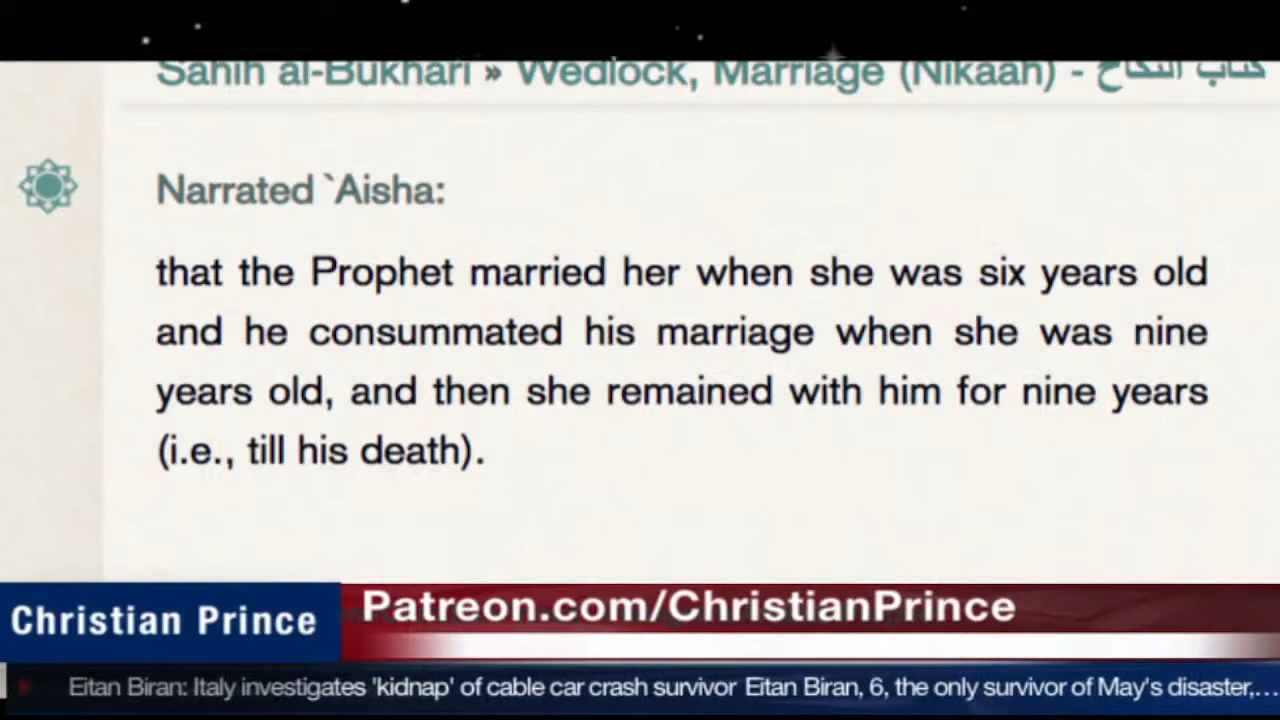 Sahih al-Bukhari » Wedlock, Marriage (Nikaah) - كتاب النكاح
Narrated `Aisha:
that the Prophet married her when she was six years old
and he consummated his marriage when she was nine
years old, and then she remained with him for nine years
(i.e., till his death).
Christian Prince
Patreon.com/ChristianPrince
Eitan Biran: Italy investigates 'kidnap' of cable car crash survivor Eitan Biran, 6, the only survivor of May's disaster,...